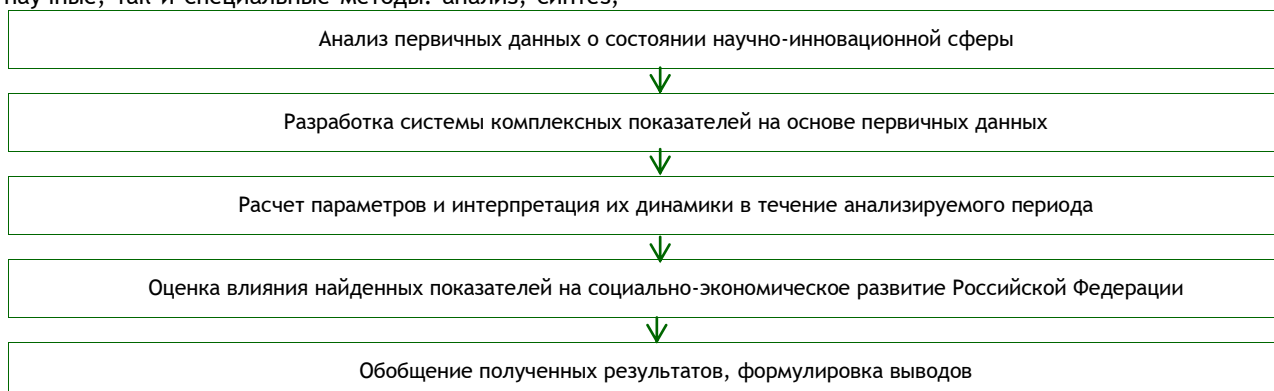 научные, так и специальные методы: анализ, синтез,
Анализ первичных данных о состоянии научно-инновационной сферы
Разработка системы комплексных показателей на основе первичных данных
Расчет параметров и интерпретация их динамики в течение анализируемого периода
Оценка влияния найденных показателей на социально-экономическое развитие Российской Федерации
Обобщение полученных результатов, формулировка выводов